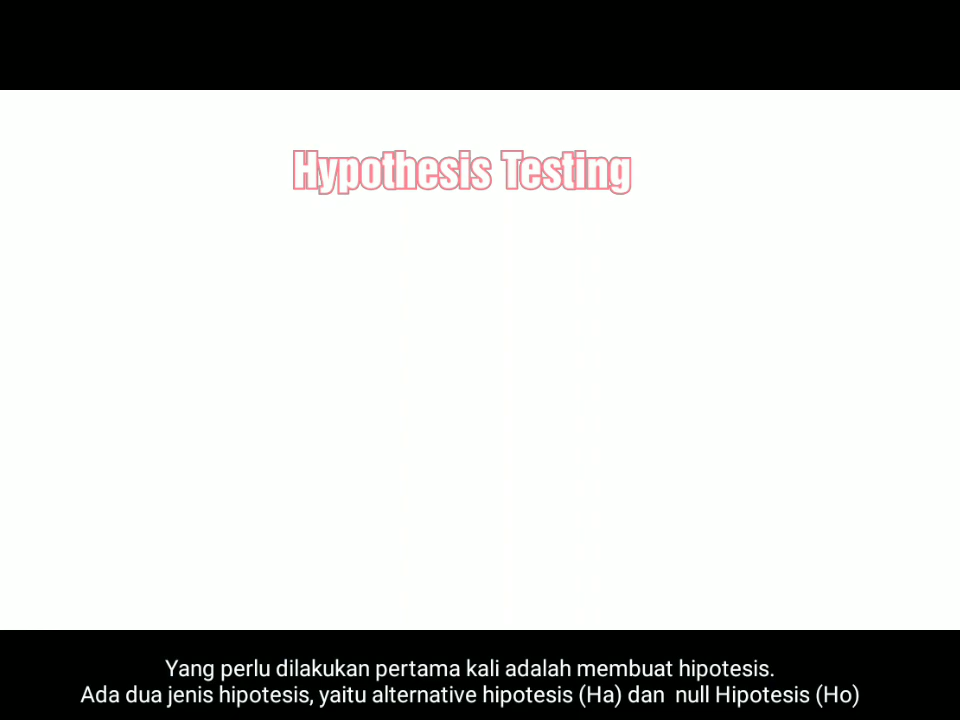 Hypothesis Testing
Yang perlu dilakukan pertama kali adalah membuat hipotesis.
Ada dua jenis hipotesis, yaitu alternative hipotesis (Ha) dan  null Hipotesis (Ho)